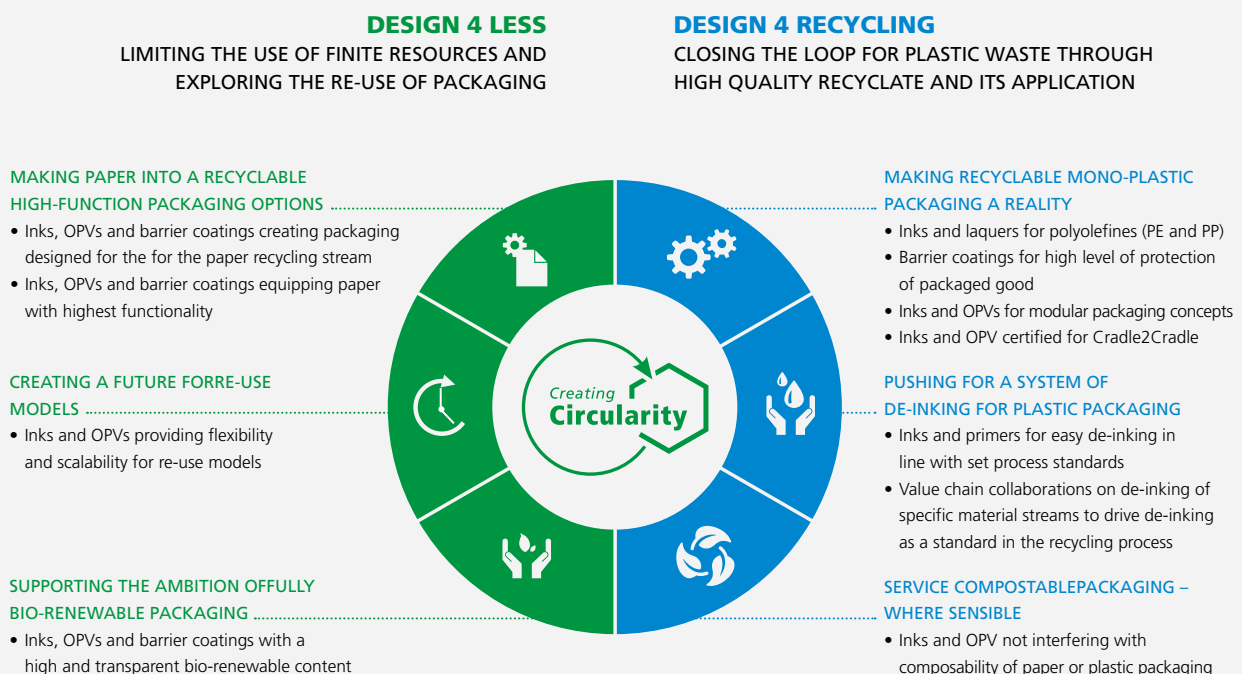 DESIGN 4 LESS
LIMITING THE USE OF FINITE RESOURCES AND
EXPLORING THE RE-USE OF PACKAGING
DESIGN 4 RECYCLING
CLOSING THE LOOP FOR PLASTIC WASTE THROUGH
HIGH QUALITY RECYCLATE AND ITS APPLICATION
MAKING PAPER INTO A RECYCLABLE
HIGH-FUNCTION PACKAGING OPTIONS
• Inks, OPVs and barrier coatings creating packaging
designed for the for the paper recycling stream
• Inks, OPVs and barrier coatings equipping paper
with highest functionality
CREATING A FUTURE FORRE-USE
MODELS
• Inks and OPVs providing flexibility
and scalability for re-use models
SUPPORTING THE AMBITION OFFULLY
BIO-RENEWABLE PACKAGING
• Inks, OPVs and barrier coatings with a
high and transparent bio-renewable content
Creating
Circularity
MAKING RECYCLABLE MONO-PLASTIC
PACKAGING A REALITY
• Inks and laquers for polyolefines (PE and PP)
• Barrier coatings for high level of protection
of packaged good
• Inks and OPVs for modular packaging concepts
• Inks and OPV certified for Cradle2Cradle
PUSHING FOR A SYSTEM OF
DE-INKING FOR PLASTIC PACKAGING
• Inks and primers for easy de-inking in
line with set process standards
• Value chain collaborations on de-inking of
specific material streams to drive de-inking
as a standard in the recycling process
SERVICE COMPOSTABLEPACKAGING –
WHERE SENSIBLE
• Inks and OPV not interfering with
composability of paper or plastic packaging